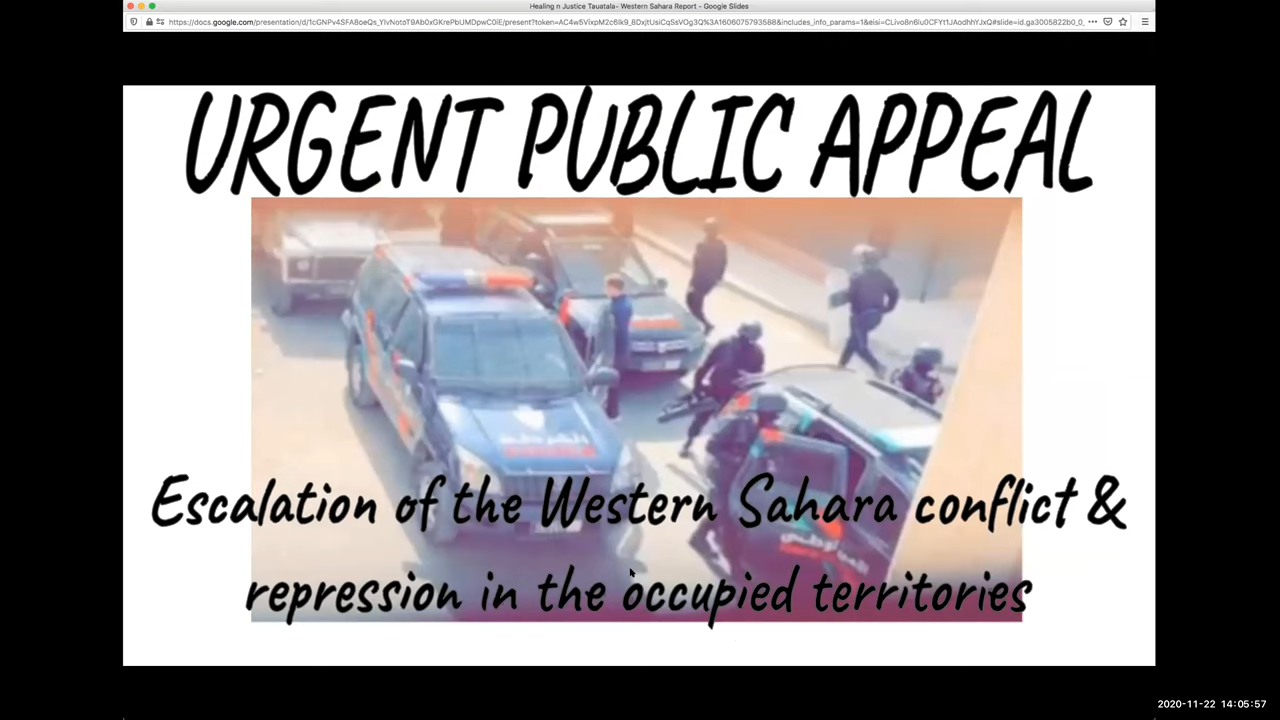 Healing n Justice Tauatala- Western Sahara Report - Google Slides
URGENT PUBLIC APPEAL
Escalation of the Western Sahara conflict &
repression in the occupied territories
2020-11-22 14:05:57